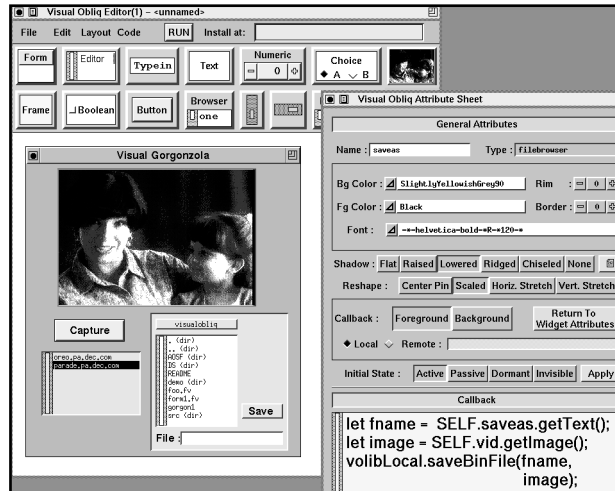 Visual Obliq Editor(1) – <unnamed>
File Edit Layout Code RUN Install at:
Form Editor Typein Text Numeric 0 Choice A B
Frame Boolean Button Browser one
Visual Obliq Attribute Sheet
General Attributes
Name : saveas Type : filebrowser
Bg Color : SlightlyYellowishGrey90 Rim : 0
Fg Color : Black Border : 0
Font : -*-helvetica-bold-*R-*120-*
Shadow : Flat Raised Lowered Ridged Chiseled None
Reshape : Center Pin Scaled Horiz. Stretch Vert. Stretch
Callback : Foreground Background Return To
Widget Attributes
Local Remote :
Initial State : Active Passive Dormant Invisible Apply
Callback
let fname = SELF.saveas.getText();
let image = SELF.vid.getImage();
volibLocal.saveBinFile(fname,
image);
Visual Gorgonzola
Capture
oreo.pa.dec.com
parade.pa.dec.com
visualobliq
. (dir)
.. (dir)
AOSF (dir)
DS (dir)
README
demo (dir)
foo.fv
form1.fv
gorgon1
src (dir)
Save
File :